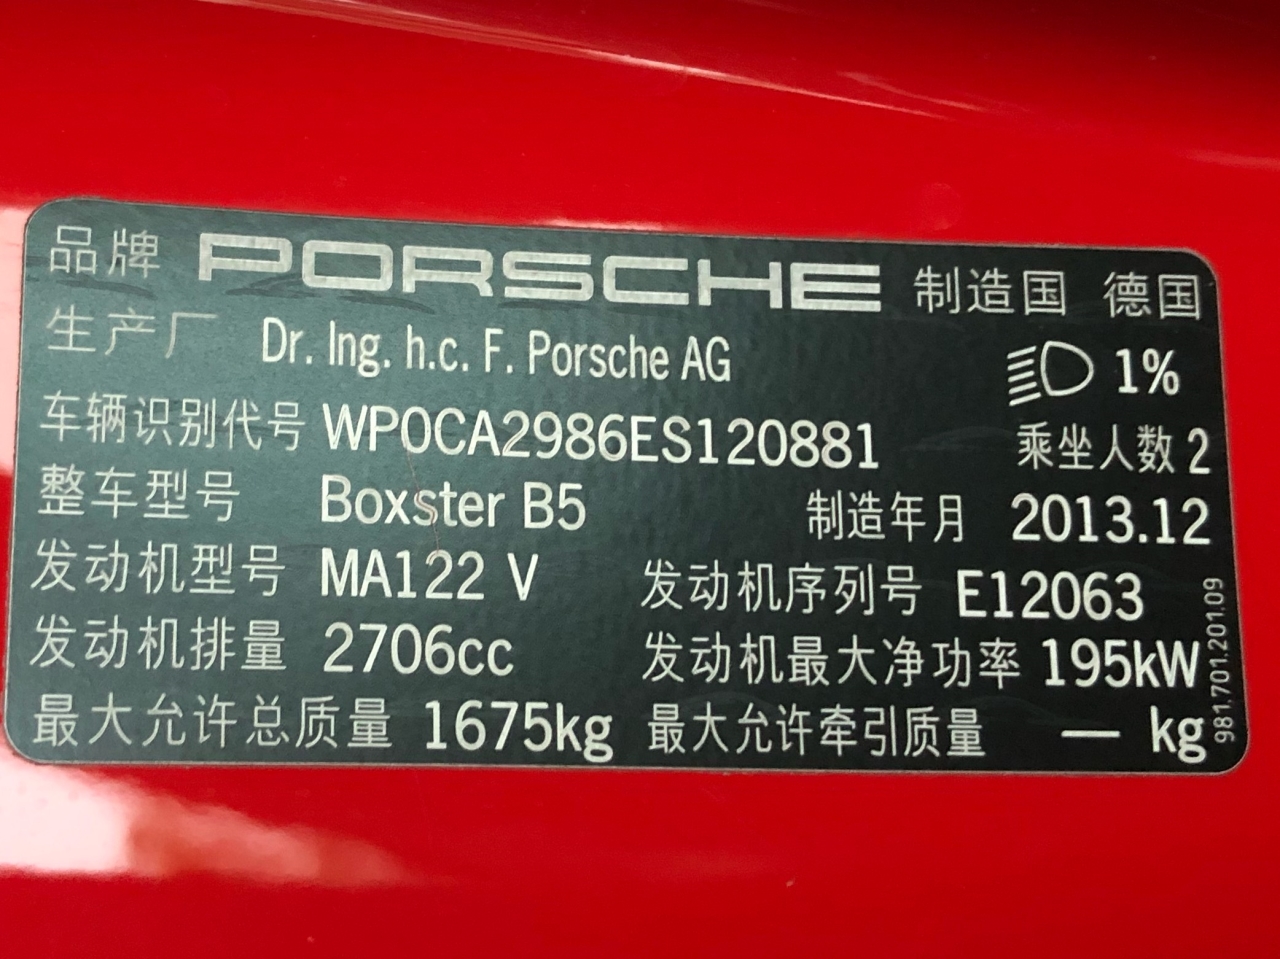 品牌 PORSCHE 制造国 德国
生产厂 Dr. Ing. h.c. F. Porsche AG 1%
车辆识别代号 WP0CA2986ES120881 乘坐人数 2
整车型号 Boxster B5 制造年月 2013.12
发动机型号 MA122 V 发动机序列号 E12063
发动机排量 2706cc 发动机最大净功率 195kW
最大允许总质量 1675kg 最大允许牵引质量 — kg
981.701.201.09